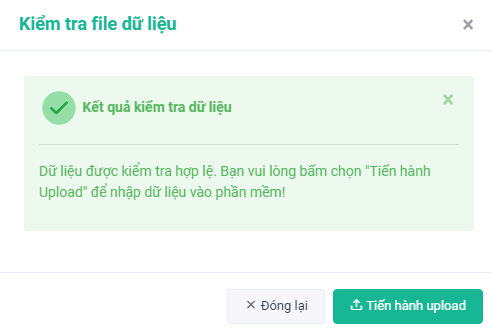 Kiểm tra file dữ liệu
Kết quả kiểm tra dữ liệu
Dữ liệu được kiểm tra hợp lệ. Bạn vui lòng bấm chọn "Tiến hành
Upload" để nhập dữ liệu vào phần mềm!
Đóng lại
Tiến hành upload